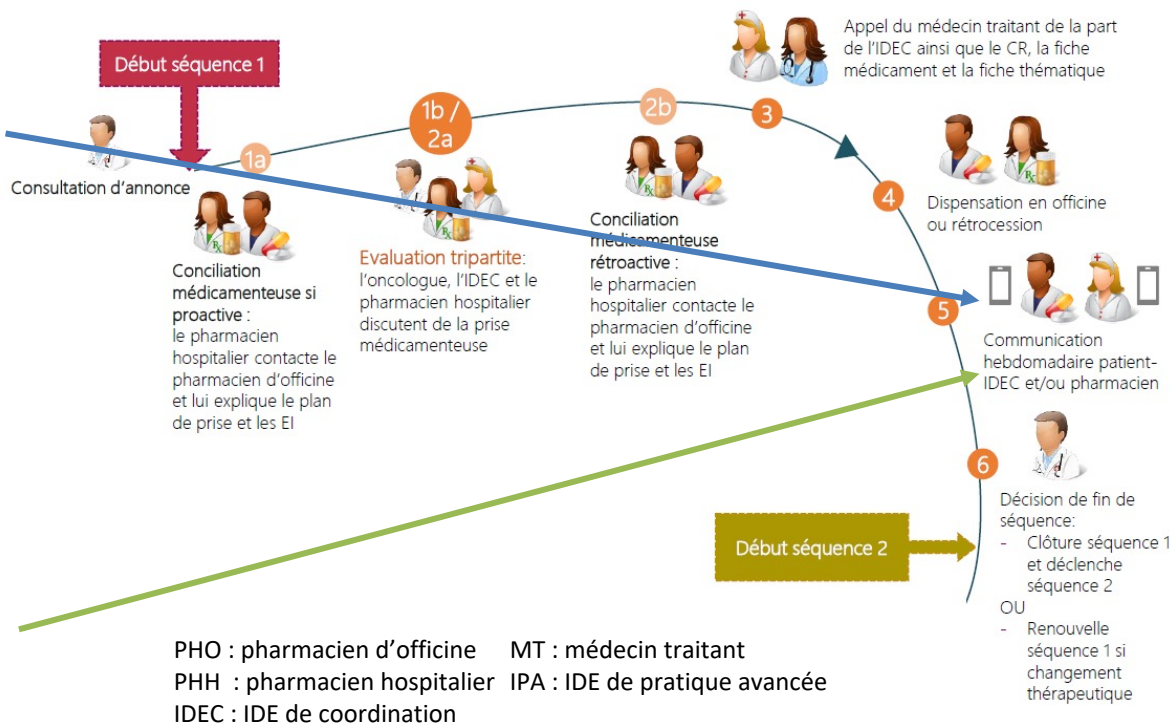 Début séquence 1
Consultation d'annonce
1a
Conciliation
médicamenteuse si
proactive :
le pharmacien
hospitalier contacte le
pharmacien d'officine
et lui explique le plan
de prise et les EI
1b /
2a
Evaluation tripartite:
l'oncologue, l'IDEC et le
pharmacien hospitalier
discutent de la prise
médicamenteuse
2b
Conciliation
médicamenteuse
rétroactive :
le pharmacien
hospitalier contacte le
pharmacien d'officine
et lui explique le plan
de prise et les EI
3
Appel du médecin traitant de la part
de l'IDEC ainsi que le CR, la fiche
médicament et la fiche thématique
4
Dispensation en officine
ou rétrocession
5
Communication
hebdomadaire patient-
IDEC et/ou pharmacien
6
Décision de fin de
séquence:
- Clôture séquence 1
et déclenche
séquence 2
OU
- Renouvelle
séquence 1 si
changement
thérapeutique
Début séquence 2
PHO : pharmacien d'officine MT : médecin traitant
PHH : pharmacien hospitalier IPA : IDE de pratique avancée
IDEC : IDE de coordination